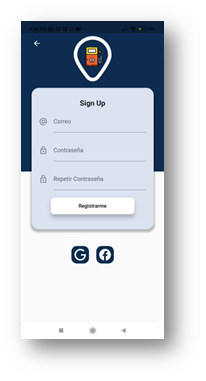 Sign Up
Correo
Contraseña
Repetir Contraseña
Registrarme
G
f